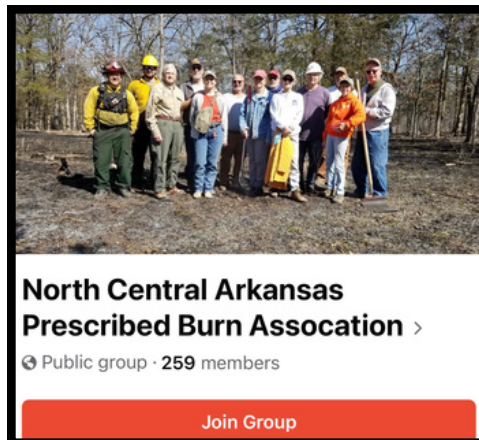 North Central Arkansas
Prescribed Burn Assocation >
Public group · 259 members
Join Group